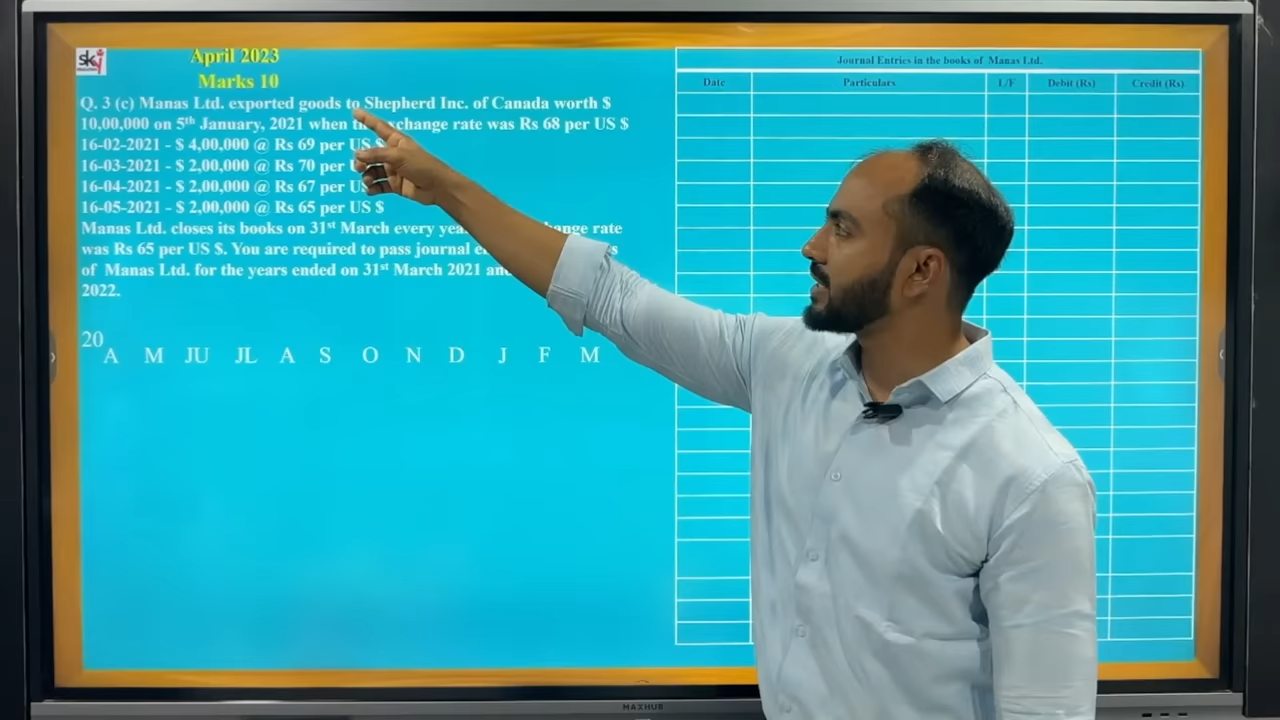 sky
April 2023
Marks 10
Q. 3 (c) Manas Ltd. exported goods to Shepherd Inc. of Canada worth $
10,00,000 on 5th January, 2021 when exchange rate was Rs 68 per US $
16-02-2021 - $ 4,00,000 @ Rs 69 per US $
16-03-2021 - $ 2,00,000 @ Rs 70 per
16-04-2021 - $ 2,00,000 @ Rs 67 per
16-05-2021 - $ 2,00,000 @ Rs 65 per US $
Manas Ltd. closes its books on 31st March every rate
was Rs 65 per US $. You are required to pass journal
of Manas Ltd. for the years ended on 31st March 2021
2022.
20
A M JU JL A S O N D J F M
Journal Entries in the books of Manas Ltd.
Date Particulars L/F Debit (Rs) Credit (Rs)
MAXHUB